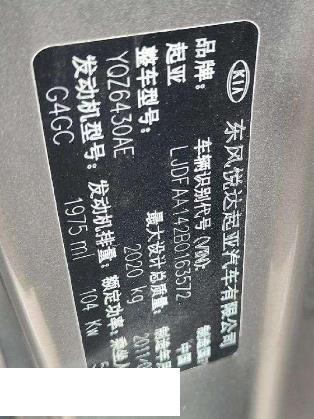 KIA 东风悦达起亚汽车有限公司
品牌: 起亚
车辆识别代号(VIN): LJDFAA142B0163572
整车型号: YQZ6430AE
最大设计总质量: 2020 kg
发动机型号: G4GC
发动机排量: 1975 ml
额定功率: 104 Kw